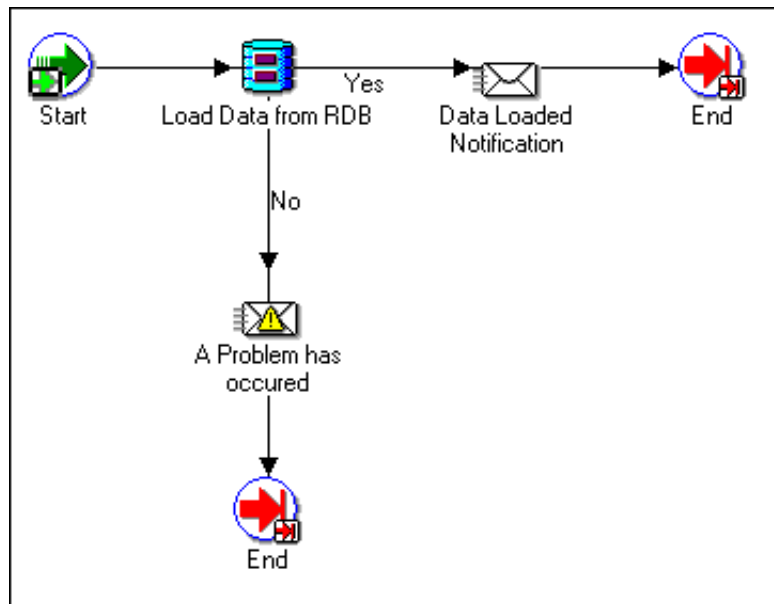 Yes
Start
Load Data from RDB
Data Loaded
Notification
End
No
A Problem has
occured
End